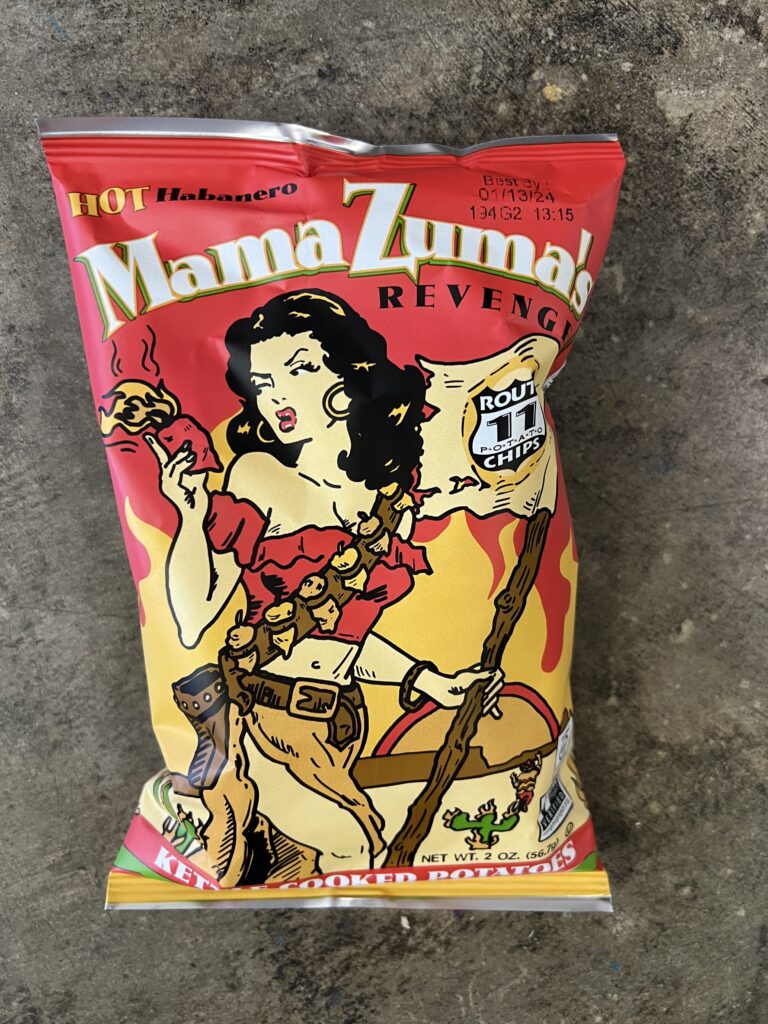 HOT Habanero
Best By:
01/13/24
194G2 13:15
Mama Zuma's
REVENGE
ROUTE
11
P•O•T•A•T•O
CHIPS
NET WT. 2 OZ. (56.7g)
KETTLE COOKED POTATOES